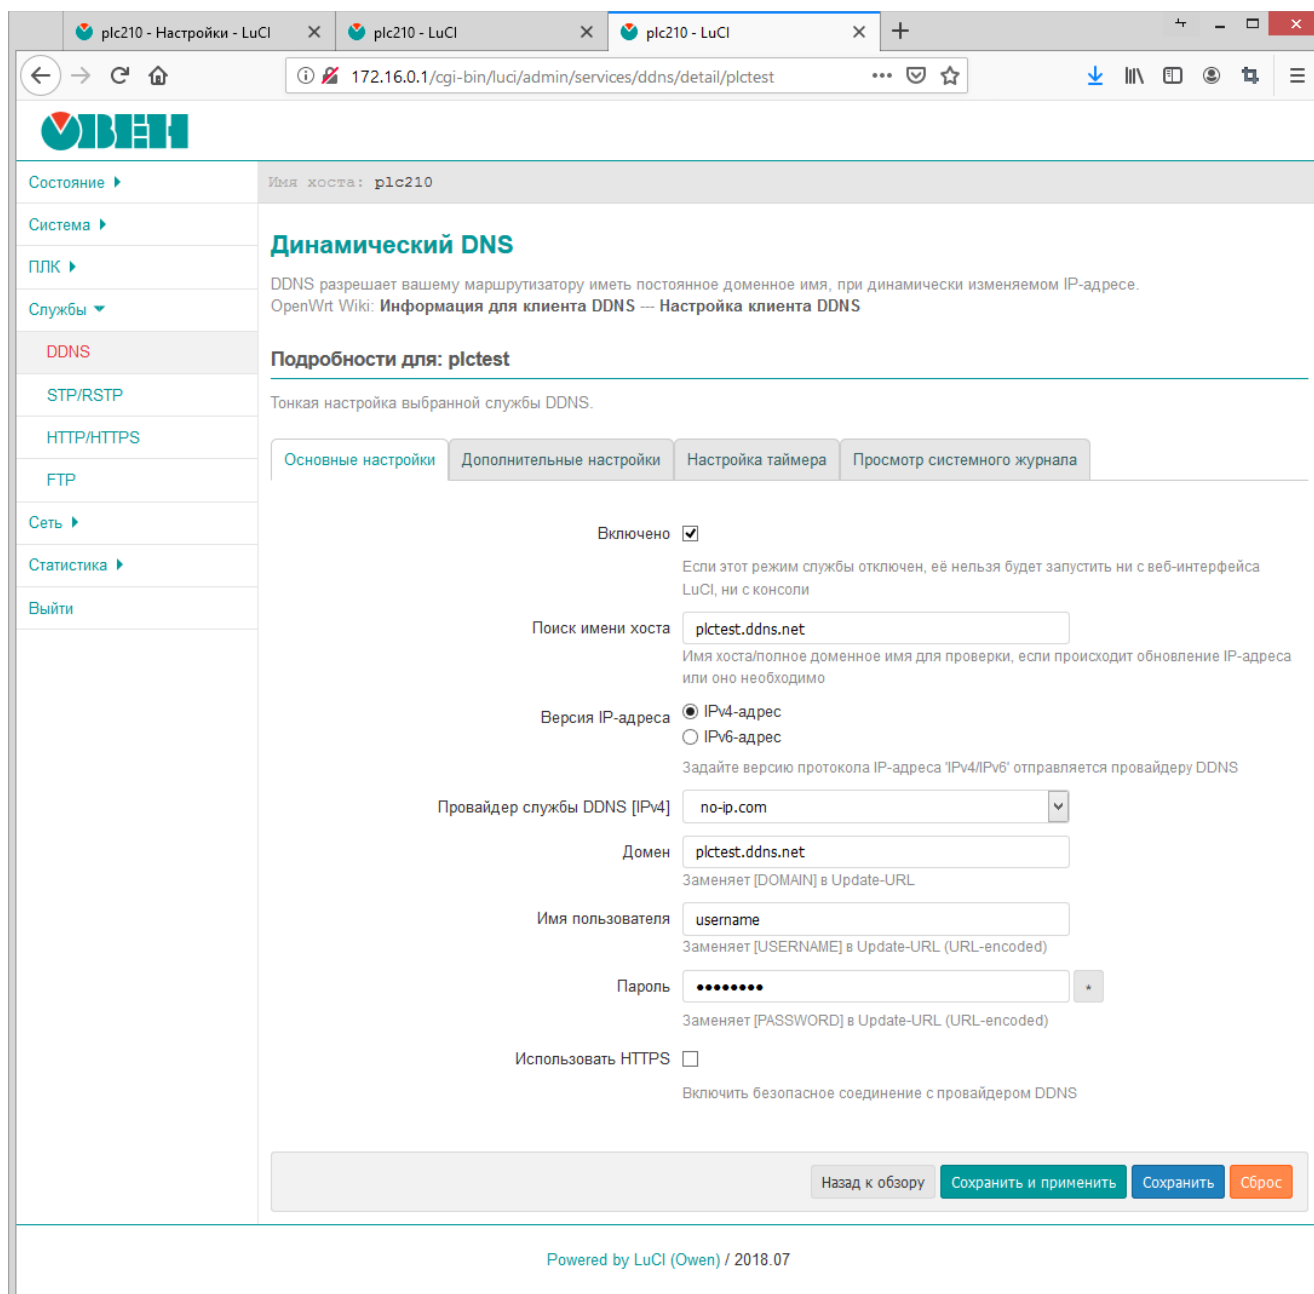 plc210 - Настройки - LuCI
plc210 - LuCI
plc210 - LuCI
172.16.0.1/cgi-bin/luci/admin/services/ddns/detail/plctest
ОВЕН
Состояние
Система
ПЛК
Службы
DDNS
STP/RSTP
HTTP/HTTPS
FTP
Сеть
Статистика
Выйти
Имя хоста: plc210
Динамический DNS
DDNS разрешает вашему маршрутизатору иметь постоянное доменное имя, при динамически изменяемом IP-адресе.
OpenWrt Wiki: Информация для клиента DDNS --- Настройка клиента DDNS
Подробности для: plctest
Тонкая настройка выбранной службы DDNS.
Основные настройки
Дополнительные настройки
Настройка таймера
Просмотр системного журнала
Включено
Если этот режим службы отключен, её нельзя будет запустить ни с веб-интерфейса
LuCI, ни с консоли
Поиск имени хоста
plctest.ddns.net
Имя хоста/полное доменное имя для проверки, если происходит обновление IP-адреса
или оно необходимо
Версия IP-адреса
IPv4-адрес
IPv6-адрес
Задайте версию протокола IP-адреса 'IPv4/IPv6' отправляется провайдеру DDNS
Провайдер службы DDNS [IPv4]
no-ip.com
Домен
plctest.ddns.net
Заменяет [DOMAIN] в Update-URL
Имя пользователя
username
Заменяет [USERNAME] в Update-URL (URL-encoded)
Пароль
●●●●●●●●
*
Заменяет [PASSWORD] в Update-URL (URL-encoded)
Использовать HTTPS
Включить безопасное соединение с провайдером DDNS
Назад к обзору
Сохранить и применить
Сохранить
Сброс
Powered by LuCI (Owen) / 2018.07